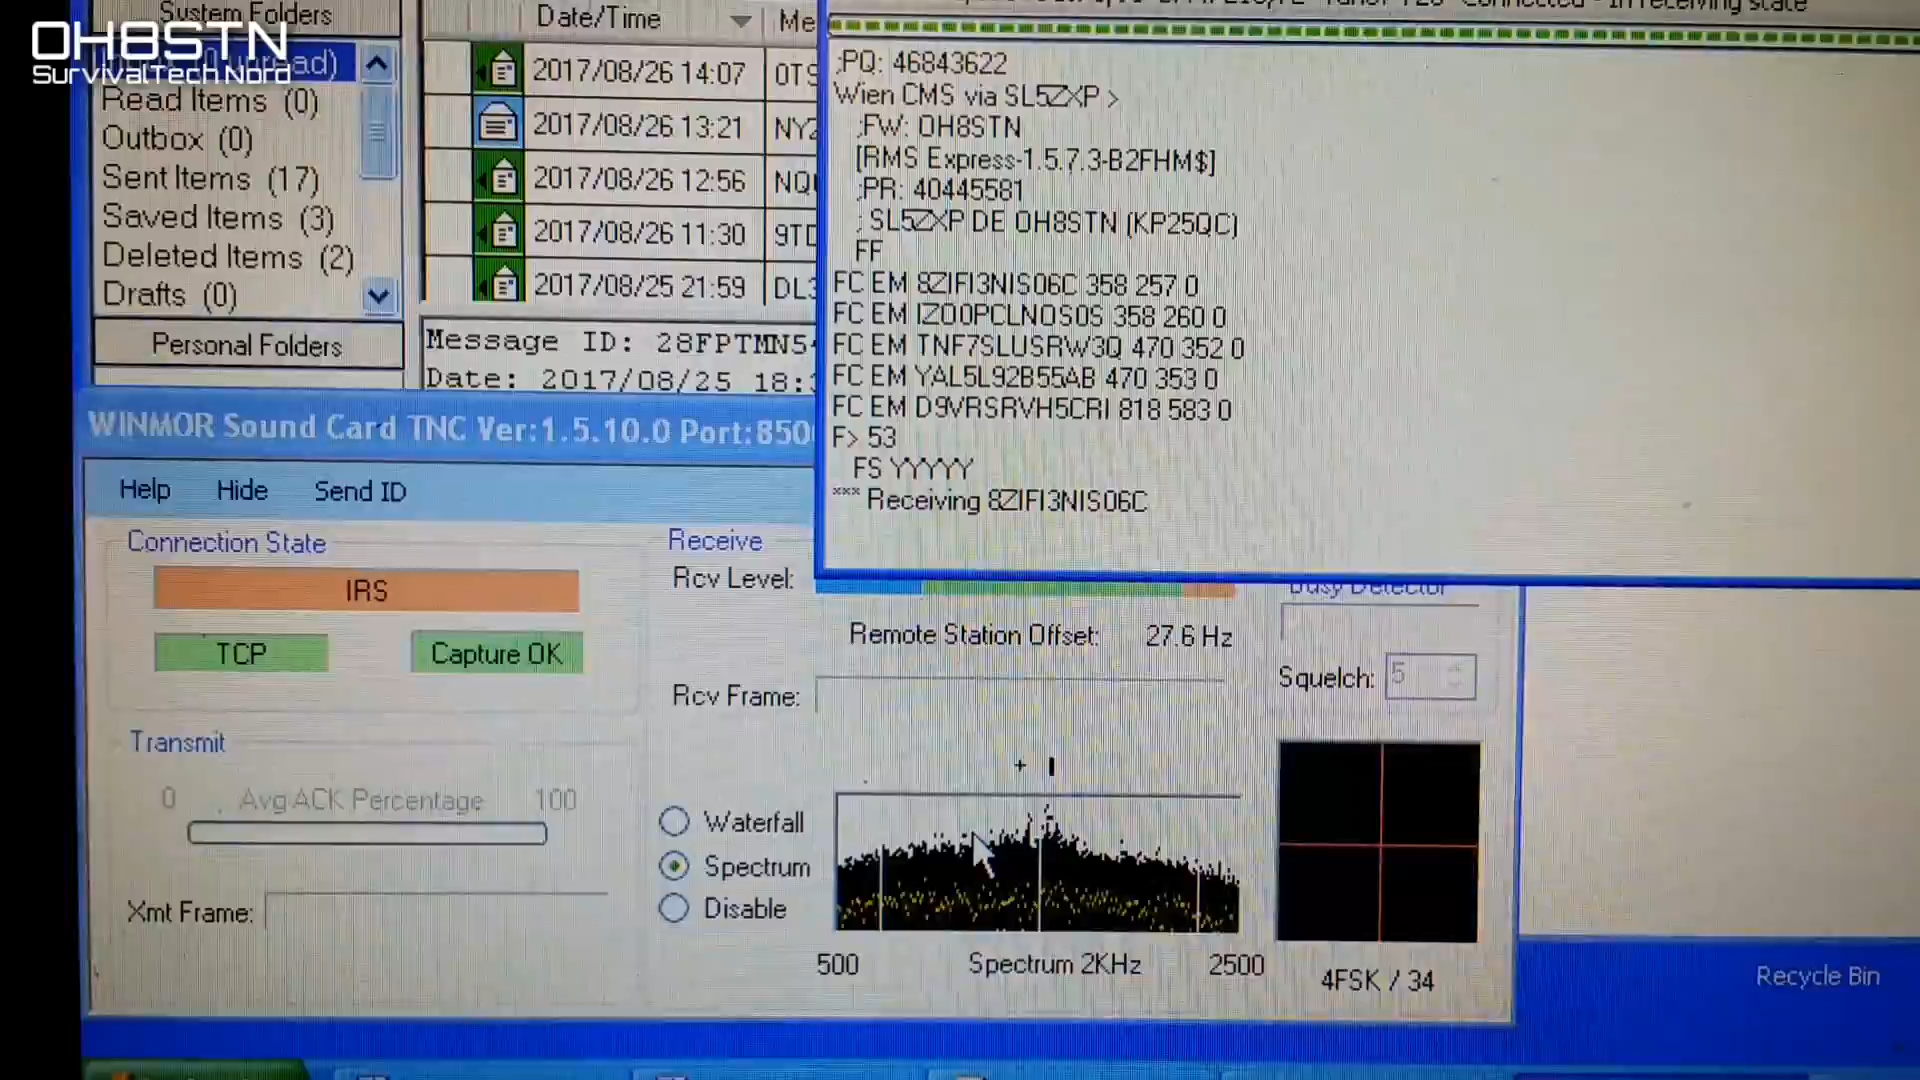 OH8STN
SurvivalTech Nord
System Folders
Read Items (0)
Outbox (0)
Sent Items (17)
Saved Items (3)
Deleted Items (2)
Drafts (0)
Personal Folders
Date/Time
2017/08/26 14:07
2017/08/26 13:21
2017/08/26 12:56
2017/08/26 11:30
2017/08/25 21:59
Message ID: 28FPTMN5
Date: 2017/08/25 18:
;PQ: 46843622
Wien CMS via SL5ZXP >
;FW: OH8STN
[RMS Express-1.5.7.3-B2FHM$]
;PR: 40445581
; SL5ZXP DE OH8STN (KP25QC)
FF
FC EM 8ZIFI3NIS06C 358 257 0
FC EM IZO0PCLNOS0S 358 260 0
FC EM TNF7SLUSRW3Q 470 352 0
FC EM YAL5L92B55AB 470 353 0
FC EM D9VRSRVH5CRI 818 583 0
F> 53
FS YYYYY
*** Receiving 8ZIFI3NIS06C
WINMOR Sound Card TNC Ver:1.5.10.0 Port:850
Help Hide Send ID
Connection State
IRS
TCP Capture OK
Transmit
0 Avg ACK Percentage 100
Xmt Frame:
Receive
Rcv Level:
Remote Station Offset: 27.6 Hz
Rcv Frame:
Waterfall
Spectrum
Disable
500 Spectrum 2KHz 2500
Busy Detector
Squelch: 5
4FSK / 34
Recycle Bin